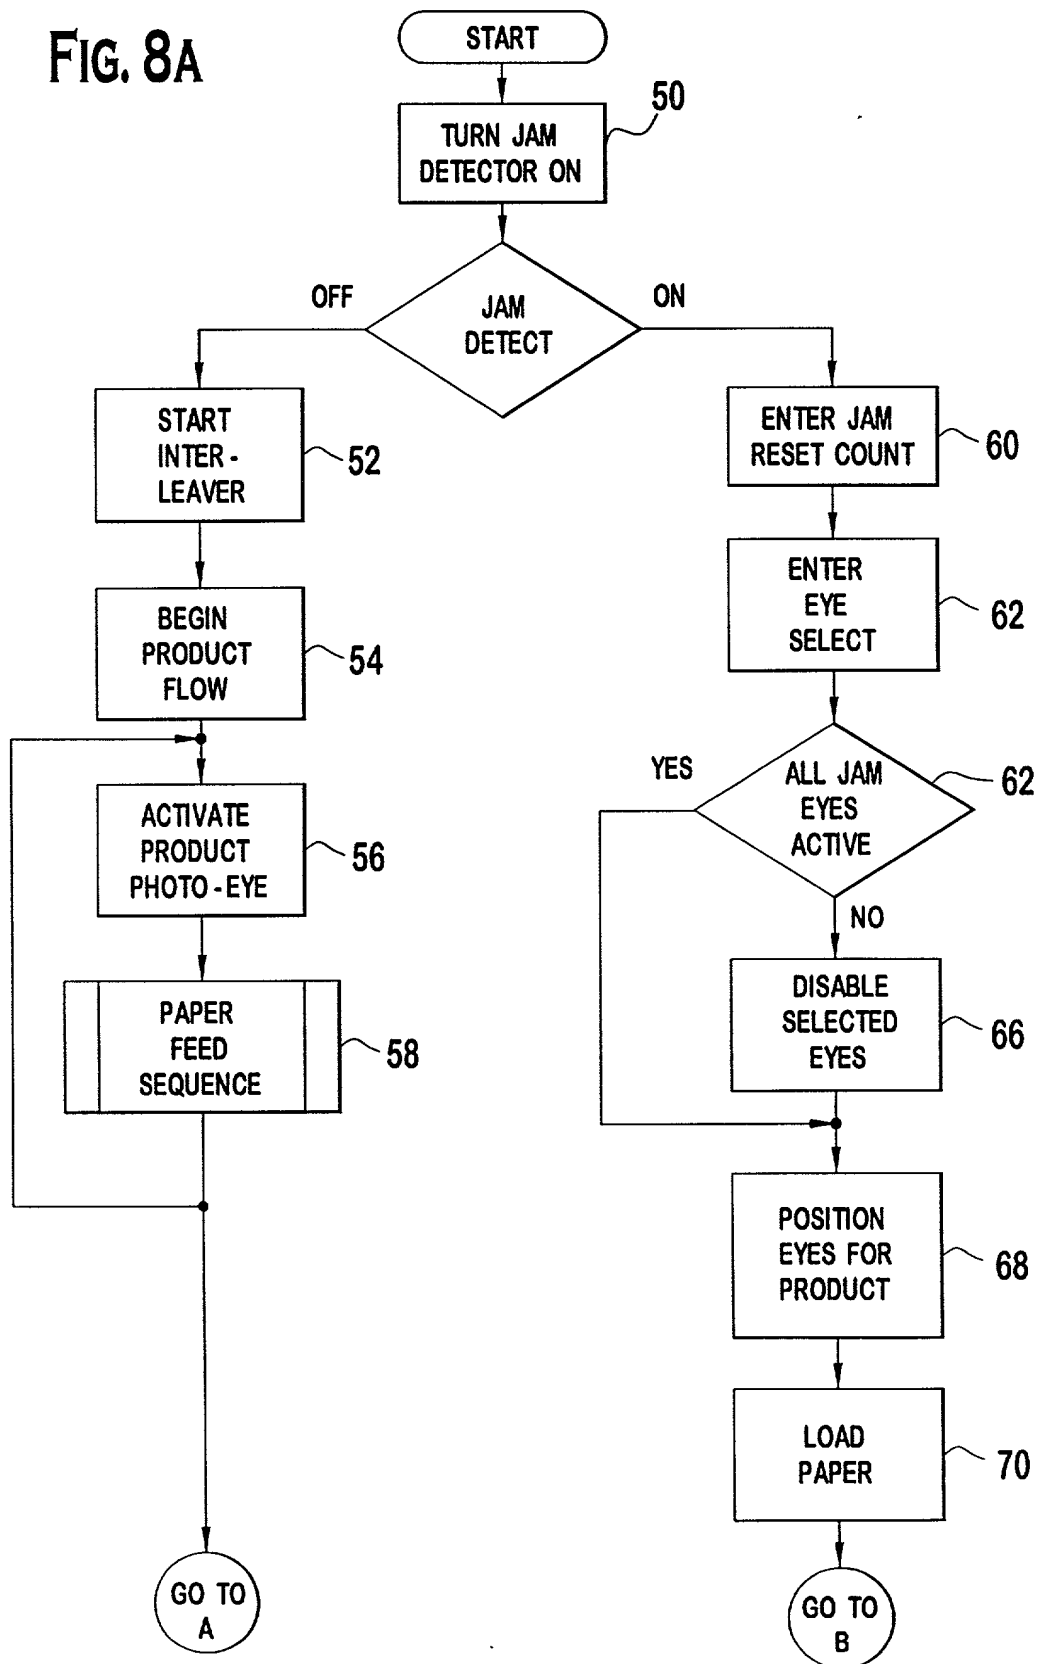 FIG. 8A
START
TURN JAM
DETECTOR ON
50
JAM
DETECT
OFF
ON
START
INTER-
LEAVER
52
BEGIN
PRODUCT
FLOW
54
ACTIVATE
PRODUCT
PHOTO-EYE
56
PAPER
FEED
SEQUENCE
58
GO TO
A
ENTER JAM
RESET COUNT
60
ENTER
EYE
SELECT
62
ALL JAM
EYES
ACTIVE
62
YES
NO
DISABLE
SELECTED
EYES
66
POSITION
EYES FOR
PRODUCT
68
LOAD
PAPER
70
GO TO
B